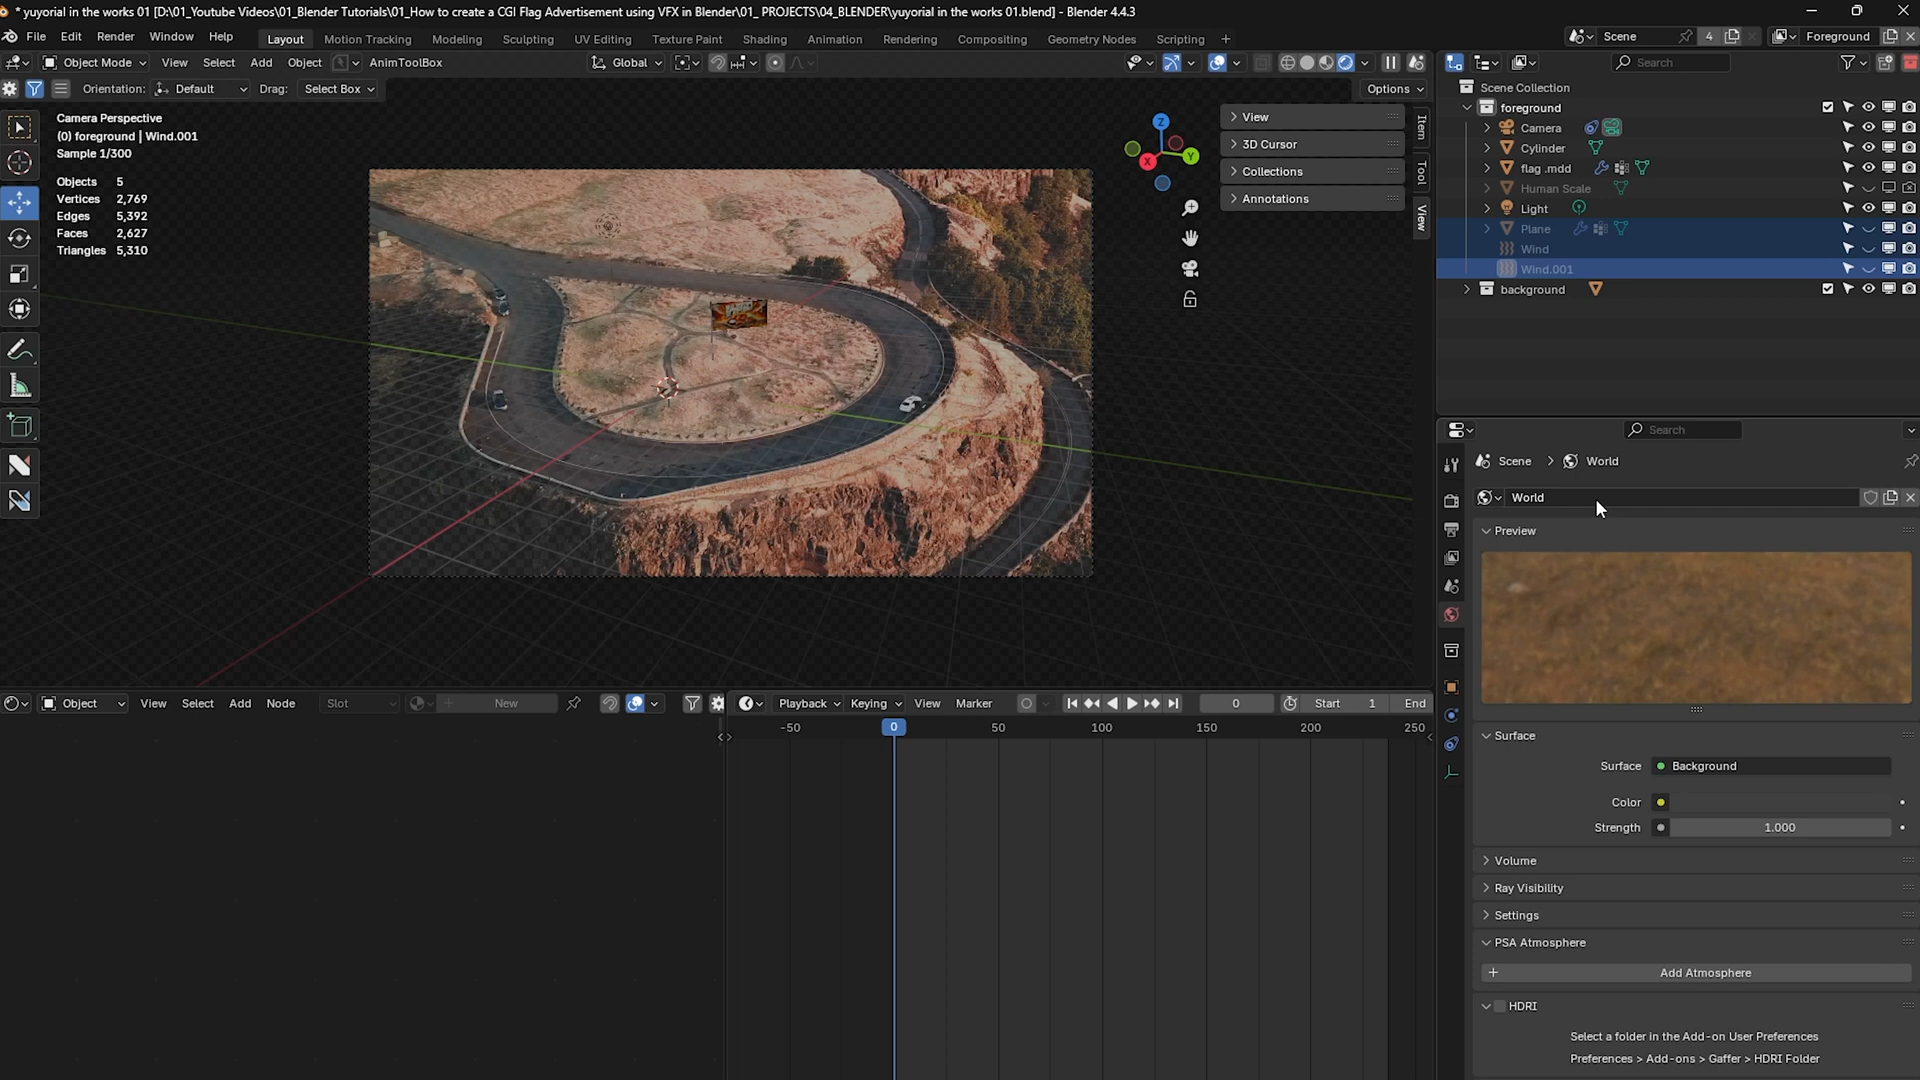 * yuyorial in the works 01 [D:\01_Youtube Videos\01_Blender Tutorials\01_How to create a CGI Flag Advertisement using VFX in Blender\01_ PROJECTS\04_BLENDER\yuyorial in the works 01.blend] - Blender 4.4.3
File Edit Render Window Help Layout Motion Tracking Modeling Sculpting UV Editing Texture Paint Shading Animation Rendering Compositing Geometry Nodes Scripting + Scene 4 Foreground
Object Mode View Select Add Object AnimToolBox Global Search
Orientation: Default Drag: Select Box Options
Camera Perspective
(0) foreground | Wind.001
Sample 1/300
Objects 5
Vertices 2,769
Edges 5,392
Faces 2,627
Triangles 5,310
Z
Y
X
View
3D Cursor
Collections
Annotations
Item
Tool
View
Scene Collection
foreground
Camera
Cylinder
flag .mdd
Human Scale
Light
Plane
Wind
Wind.001
background
Search
Scene > World
World
Preview
Surface
Surface Background
Color
Strength 1.000
Volume
Ray Visibility
Settings
PSA Atmosphere
+ Add Atmosphere
HDRI
Select a folder in the Add-on User Preferences
Preferences > Add-ons > Gaffer > HDRI Folder
Object View Select Add Node Slot + New
Playback Keying View Marker 0 Start 1 End
-50 0 50 100 150 200 250